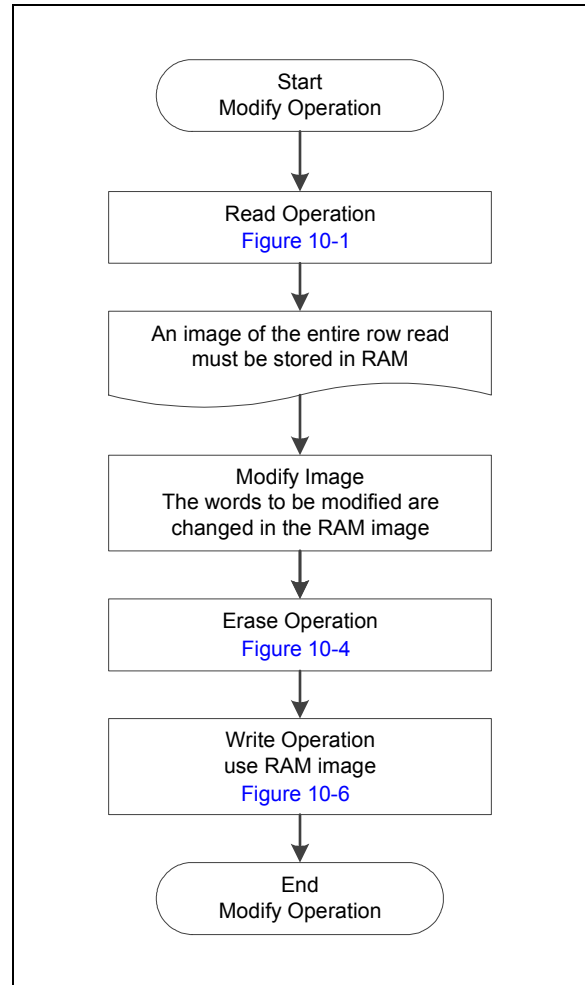 Start
Modify Operation
Read Operation
Figure 10-1
An image of the entire row read
must be stored in RAM
Modify Image
The words to be modified are
changed in the RAM image
Erase Operation
Figure 10-4
Write Operation
use RAM image
Figure 10-6
End
Modify Operation